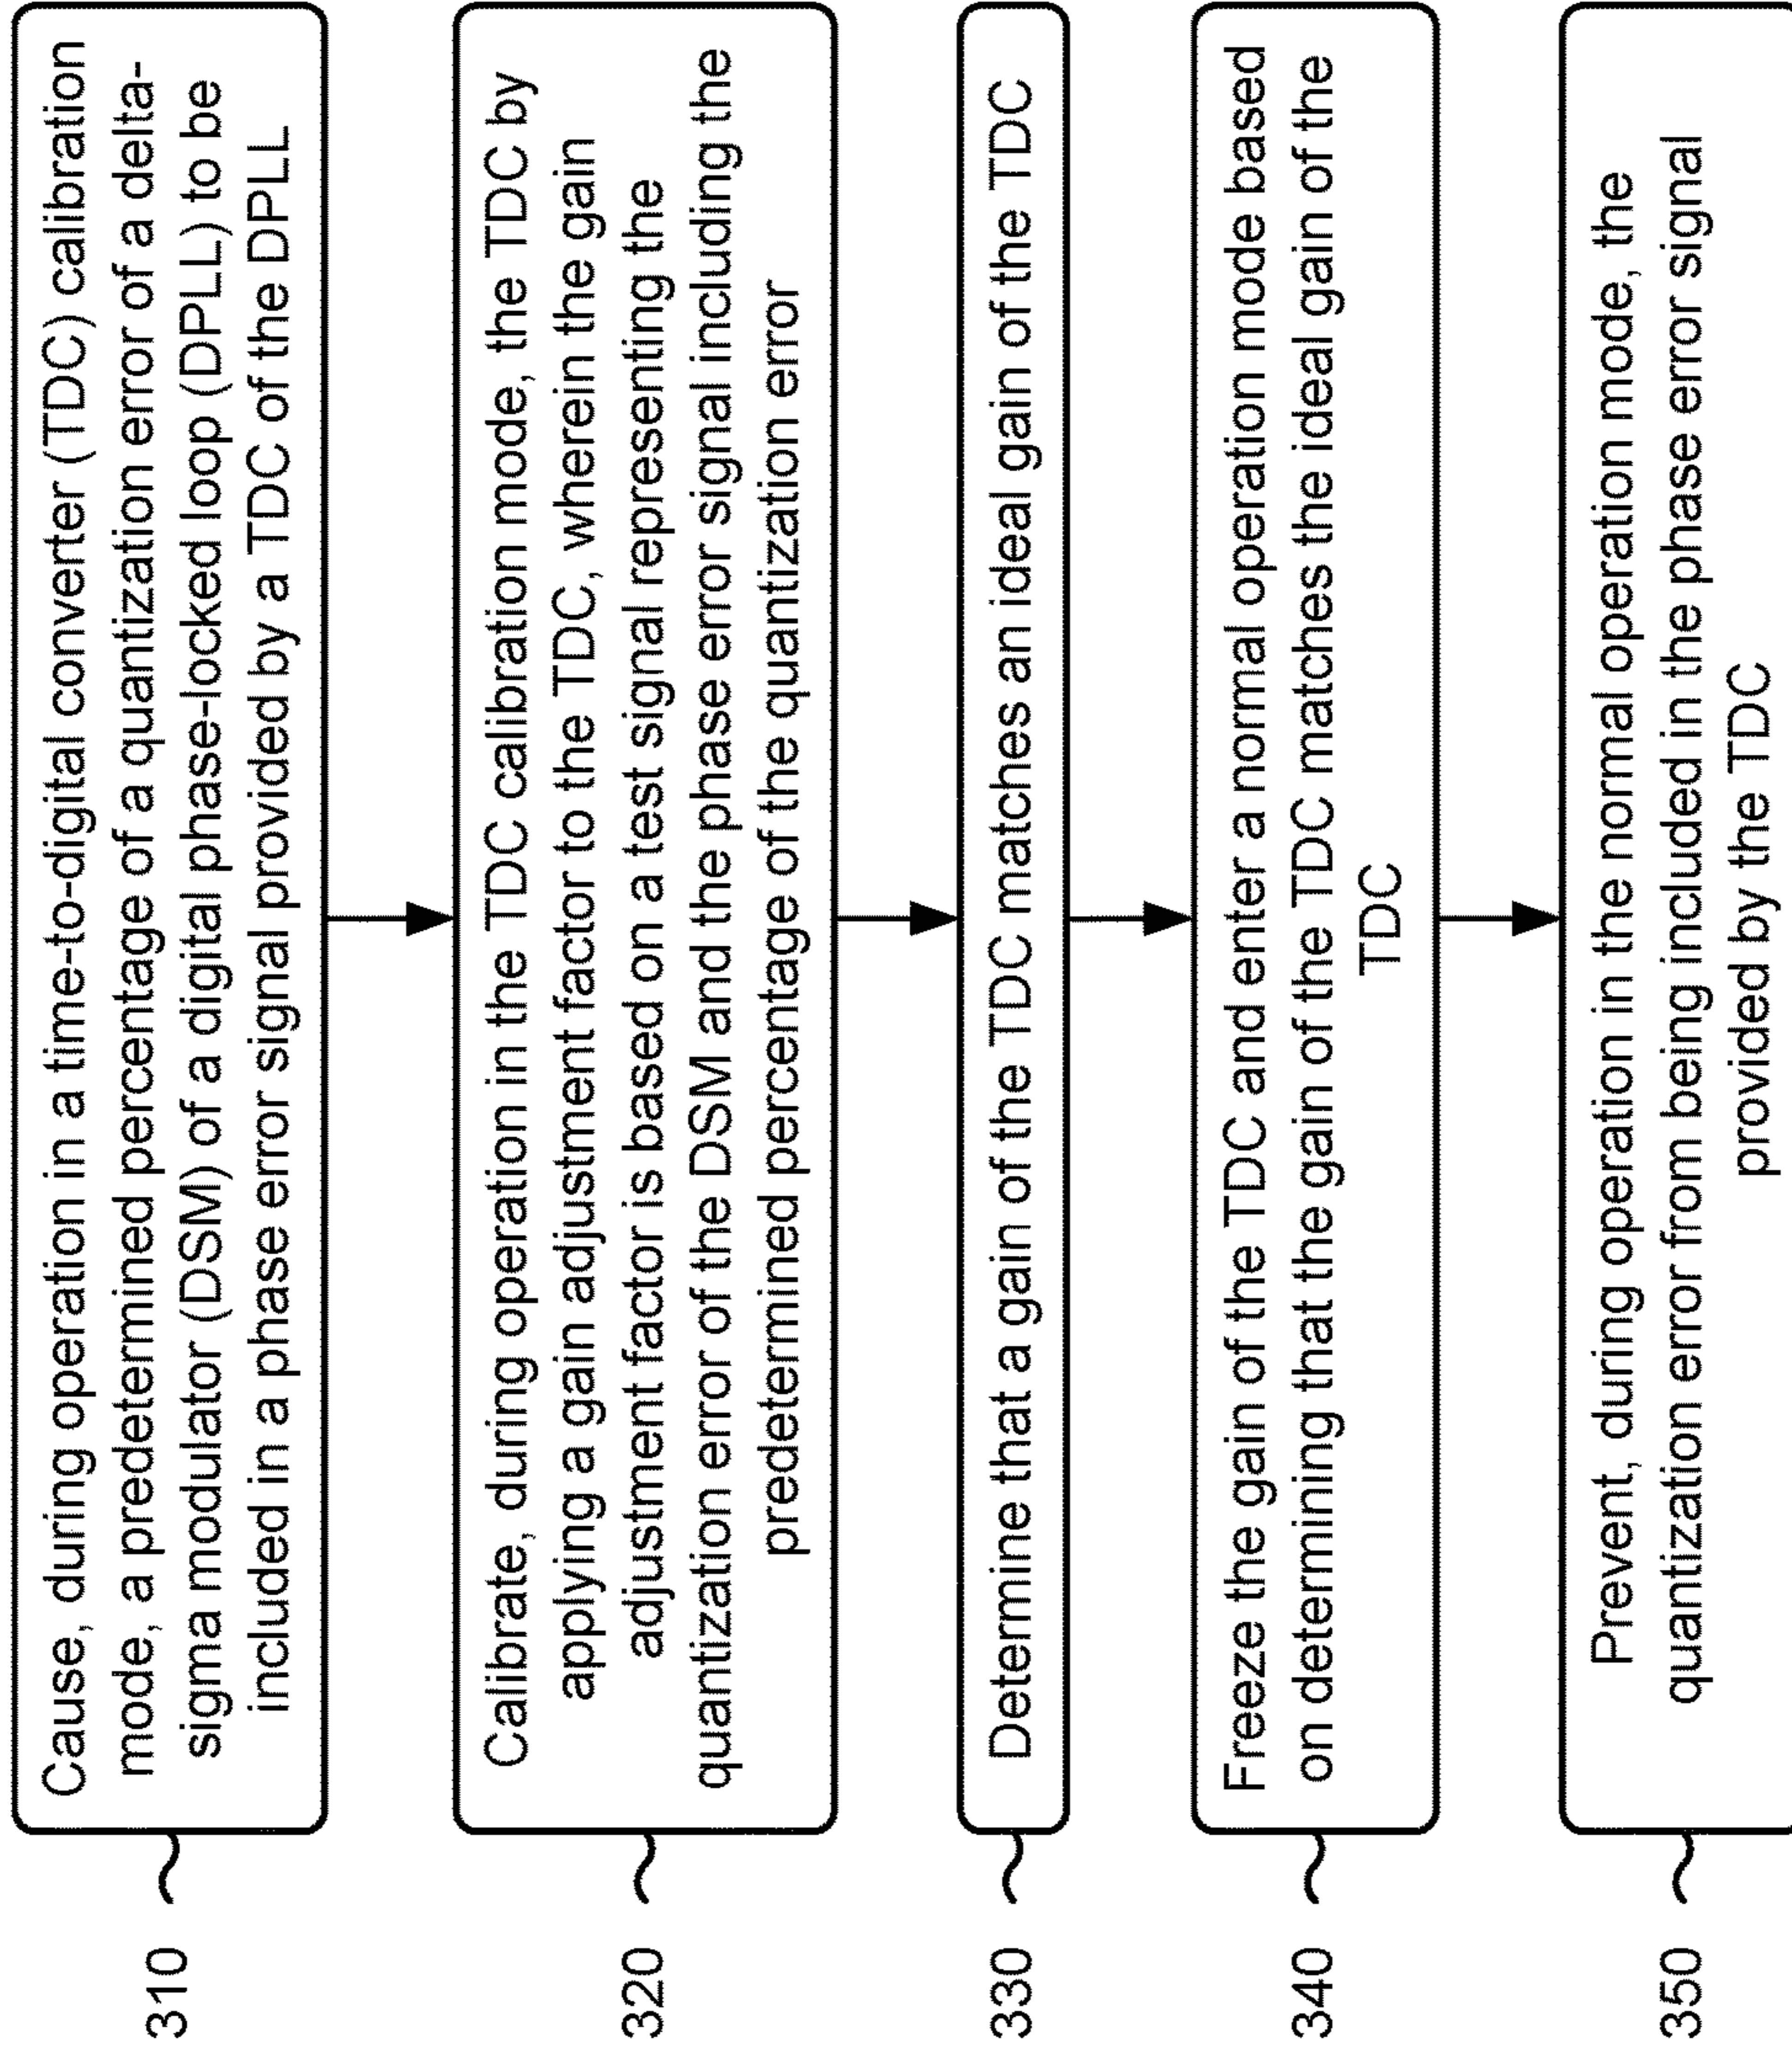 310
Cause, during operation in a time-to-digital converter (TDC) calibration
mode, a predetermined percentage of a quantization error of a delta-
sigma modulator (DSM) of a digital phase-locked loop (DPLL) to be
included in a phase error signal provided by a TDC of the DPLL
320
Calibrate, during operation in the TDC calibration mode, the TDC by
applying a gain adjustment factor to the TDC, wherein the gain
adjustment factor is based on a test signal representing the
quantization error of the DSM and the phase error signal including the
predetermined percentage of the quantization error
330
Determine that a gain of the TDC matches an ideal gain of the TDC
340
Freeze the gain of the TDC and enter a normal operation mode based
on determining that the gain of the TDC matches the ideal gain of the
TDC
350
Prevent, during operation in the normal operation mode, the
quantization error from being included in the phase error signal
provided by the TDC